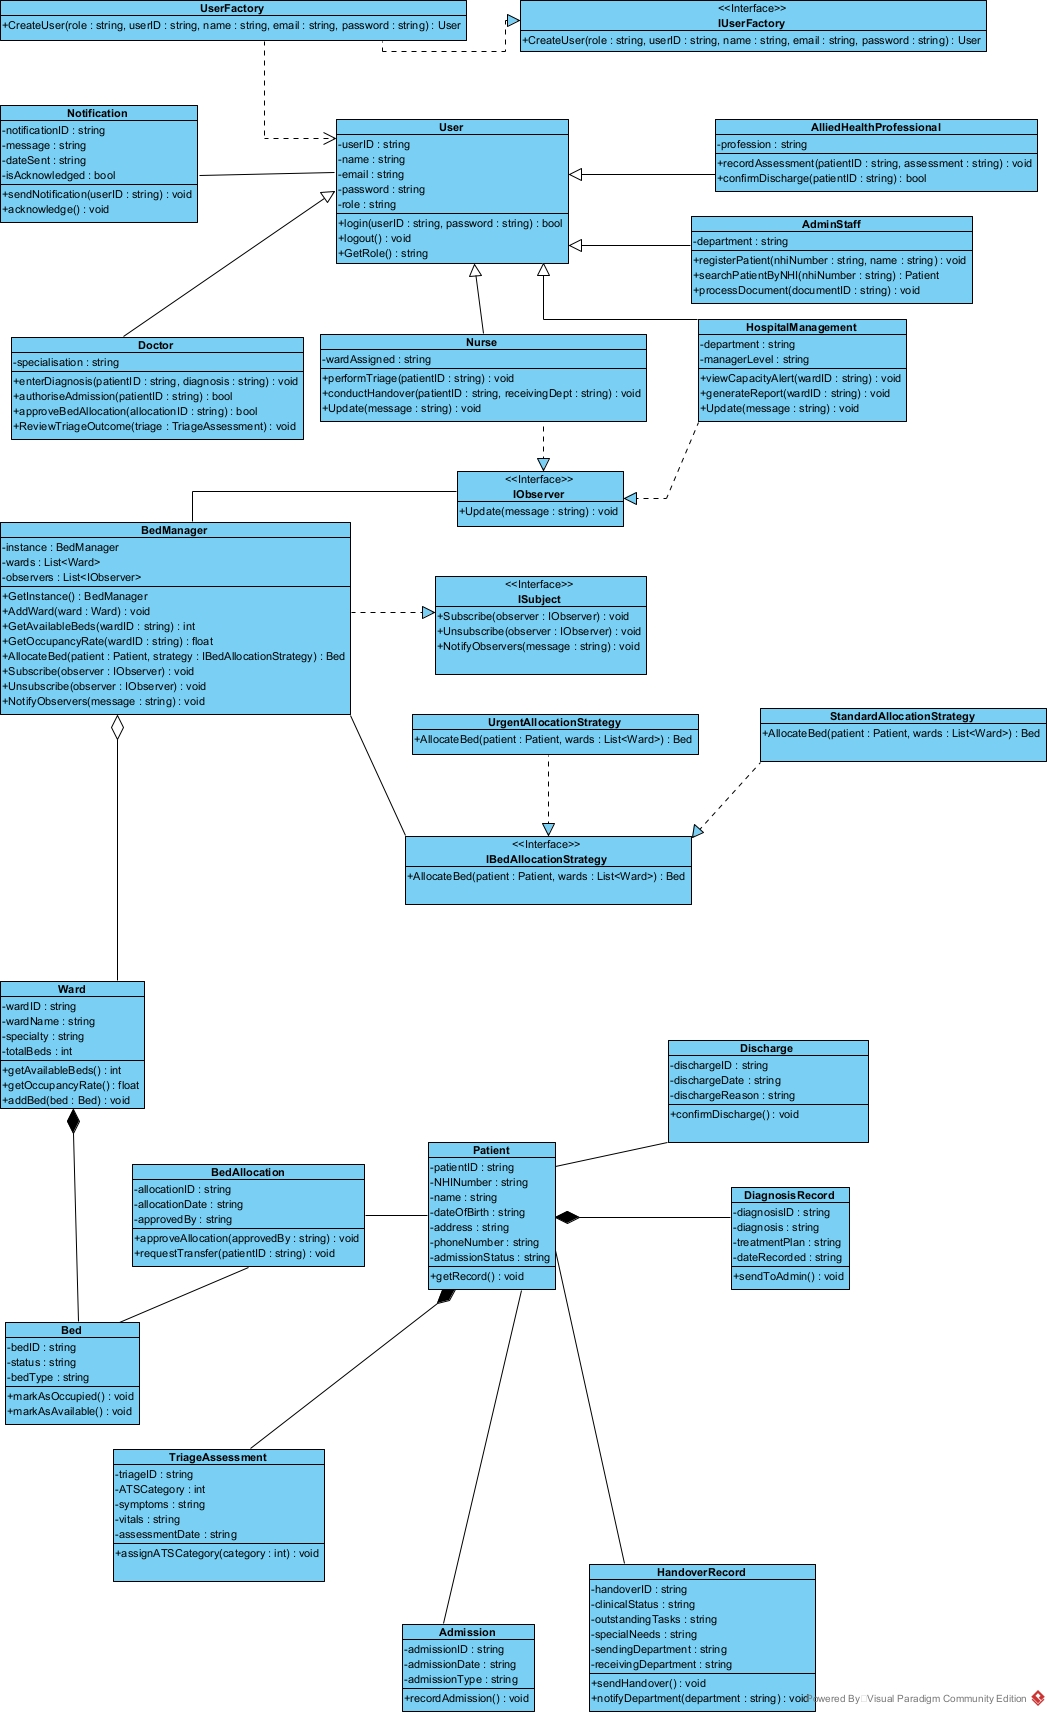 UserFactory
+CreateUser(role : string, userID : string, name : string, email : string, password : string) : User
<<Interface>>
IUserFactory
+CreateUser(role : string, userID : string, name : string, email : string, password : string) : User
Notification
-notificationID : string
-message : string
-dateSent : string
-isAcknowledged : bool
+sendNotification(userID : string) : void
+acknowledge() : void
User
-userID : string
-name : string
-email : string
-password : string
-role : string
+login(userID : string, password : string) : bool
+logout() : void
+GetRole() : string
AlliedHealthProfessional
-profession : string
+recordAssessment(patientID : string, assessment : string) : void
+confirmDischarge(patientID : string) : bool
AdminStaff
-department : string
+registerPatient(nhiNumber : string, name : string) : void
+searchPatientByNHI(nhiNumber : string) : Patient
+processDocument(documentID : string) : void
Doctor
-specialisation : string
+enterDiagnosis(patientID : string, diagnosis : string) : void
+authoriseAdmission(patientID : string) : bool
+approveBedAllocation(allocationID : string) : bool
+ReviewTriageOutcome(triage : TriageAssessment) : void
Nurse
-wardAssigned : string
+performTriage(patientID : string) : void
+conductHandover(patientID : string, receivingDept : string) : void
+Update(message : string) : void
HospitalManagement
-department : string
-managerLevel : string
+viewCapacityAlert(wardID : string) : void
+generateReport(wardID : string) : void
+Update(message : string) : void
<<Interface>>
IObserver
+Update(message : string) : void
BedManager
-instance : BedManager
-wards : List<Ward>
-observers : List<IObserver>
+GetInstance() : BedManager
+AddWard(ward : Ward) : void
+GetAvailableBeds(wardID : string) : int
+GetOccupancyRate(wardID : string) : float
+AllocateBed(patient : Patient, strategy : IBedAllocationStrategy) : Bed
+Subscribe(observer : IObserver) : void
+Unsubscribe(observer : IObserver) : void
+NotifyObservers(message : string) : void
<<Interface>>
ISubject
+Subscribe(observer : IObserver) : void
+Unsubscribe(observer : IObserver) : void
+NotifyObservers(message : string) : void
UrgentAllocationStrategy
+AllocateBed(patient : Patient, wards : List<Ward>) : Bed
StandardAllocationStrategy
+AllocateBed(patient : Patient, wards : List<Ward>) : Bed
<<Interface>>
IBedAllocationStrategy
+AllocateBed(patient : Patient, wards : List<Ward>) : Bed
Ward
-wardID : string
-wardName : string
-specialty : string
-totalBeds : int
+getAvailableBeds() : int
+getOccupancyRate() : float
+addBed(bed : Bed) : void
Discharge
-dischargeID : string
-dischargeDate : string
-dischargeReason : string
+confirmDischarge() : void
Patient
-patientID : string
-NHINumber : string
-name : string
-dateOfBirth : string
-address : string
-phoneNumber : string
-admissionStatus : string
+getRecord() : void
BedAllocation
-allocationID : string
-allocationDate : string
-approvedBy : string
+approveAllocation(approvedBy : string) : void
+requestTransfer(patientID : string) : void
DiagnosisRecord
-diagnosisID : string
-diagnosis : string
-treatmentPlan : string
-dateRecorded : string
+sendToAdmin() : void
Bed
-bedID : string
-status : string
-bedType : string
+markAsOccupied() : void
+markAsAvailable() : void
TriageAssessment
-triageID : string
-ATSCategory : int
-symptoms : string
-vitals : string
-assessmentDate : string
+assignATSCategory(category : int) : void
HandoverRecord
-handoverID : string
-clinicalStatus : string
-outstandingTasks : string
-specialNeeds : string
-sendingDepartment : string
-receivingDepartment : string
+sendHandover() : void
+notifyDepartment(department : string) : void
Admission
-admissionID : string
-admissionDate : string
-admissionType : string
+recordAdmission() : void
Powered By Visual Paradigm Community Edition